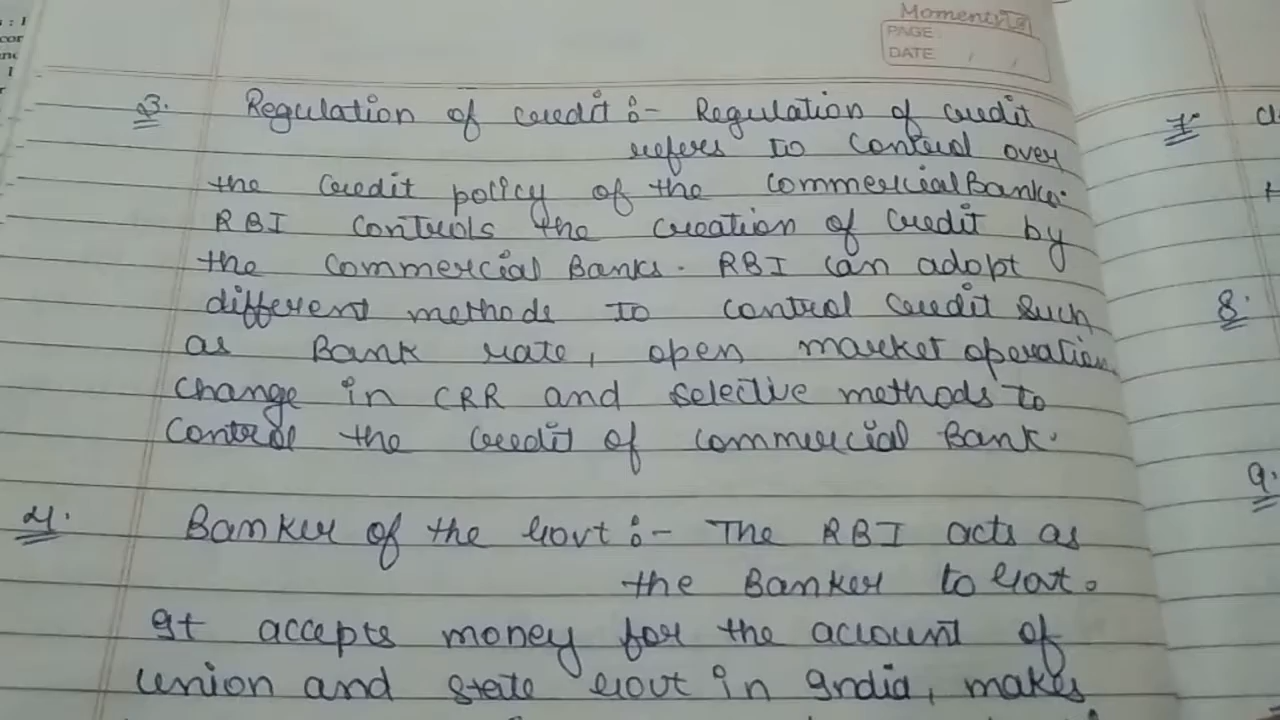 Moments
PAGE
DATE / /
3. Regulation of credit :- Regulation of credit
refers to control over
the credit policy of the commercial Banks.
RBI controls the creation of credit by
the commercial Banks. RBI can adopt
different methods to control credit such
as Bank rate, open market operation
change in CRR and selective methods to
control the credit of commercial Bank.
4. Banker of the Govt :- The RBI acts as
the Banker to Govt.
It accepts money for the account of
union and state Govt in India, makes
7.
8.
9.